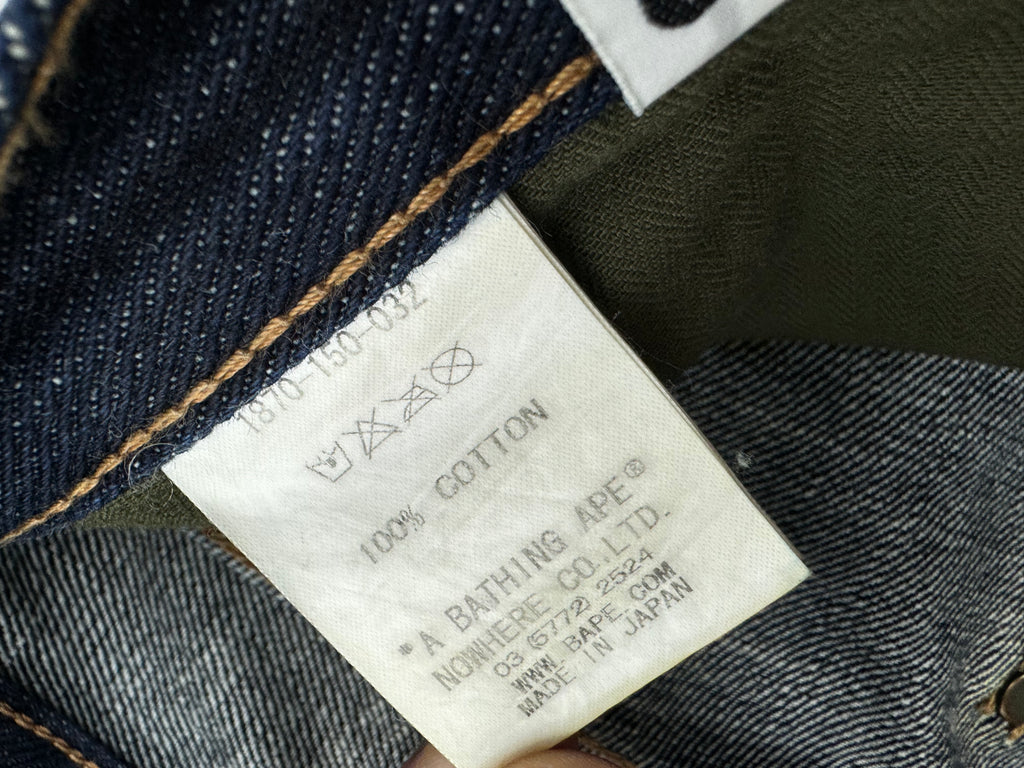 1870-150-032
100% COTTON
*A BATHING APE®
NOWHERE CO.LTD.
03 (5772) 2524
WWW.BAPE.COM
MADE IN JAPAN